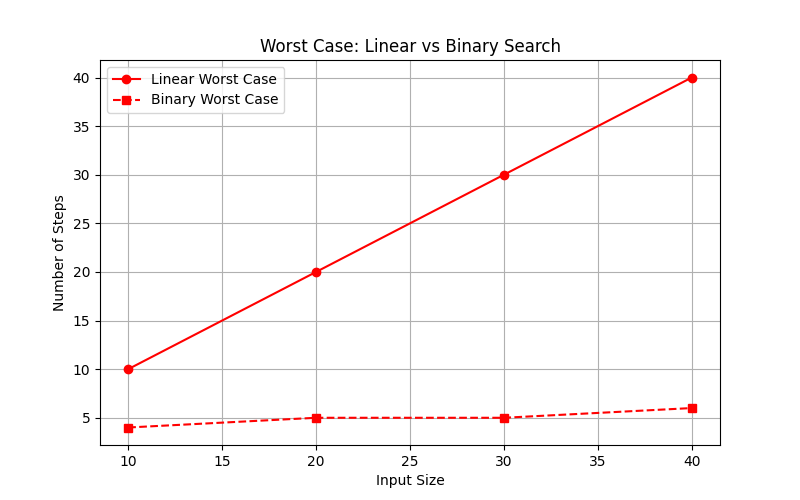 Worst Case: Linear vs Binary Search
Linear Worst Case
Binary Worst Case
40
35
30
25
20
15
10
5
Number of Steps
10 15 20 25 30 35 40
Input Size